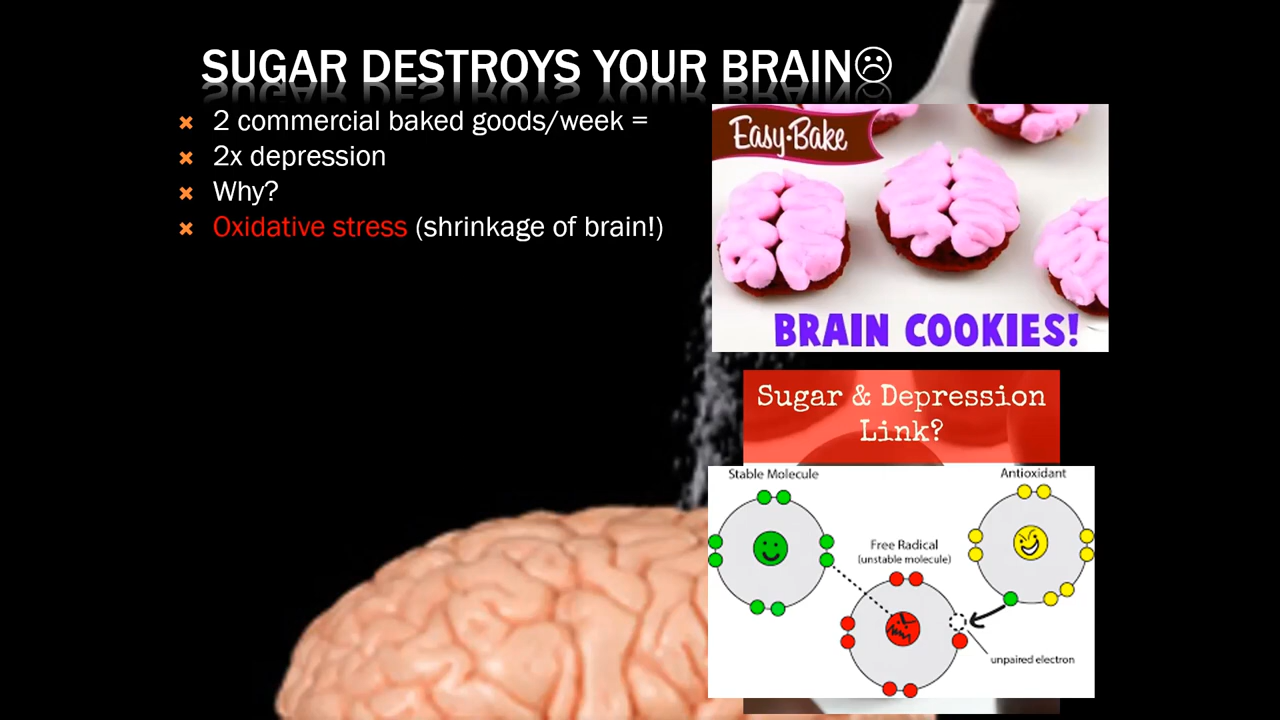 SUGAR DESTROYS YOUR BRAIN☹
2 commercial baked goods/week =
2x depression
Why?
Oxidative stress (shrinkage of brain!)
Easy·Bake
BRAIN COOKIES!
Sugar & Depression
Link?
Stable Molecule
Antioxidant
Free Radical
(unstable molecule)
unpaired electron